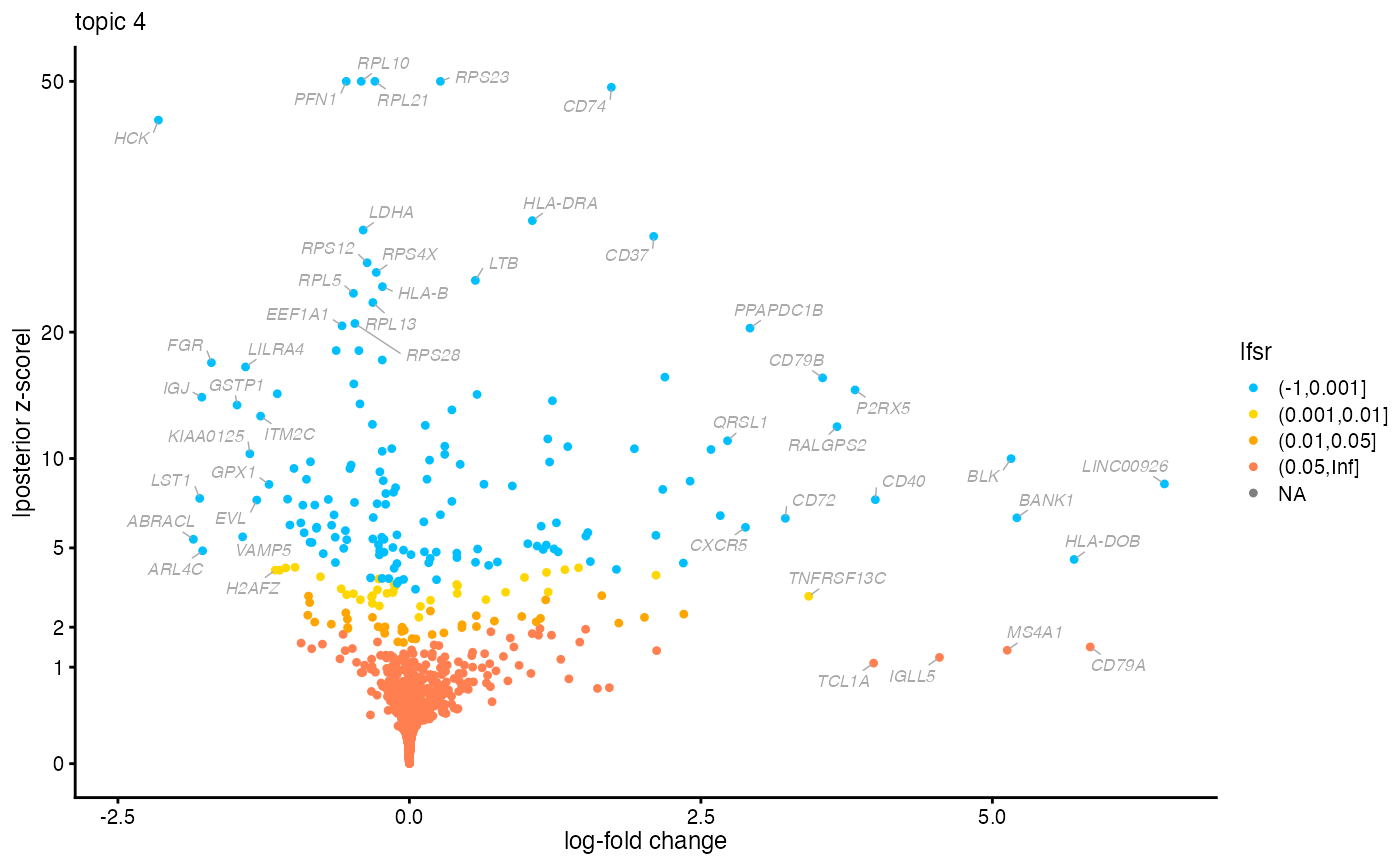 topic 4
50
20
10
5
2
1
0
-2.5
0.0
2.5
5.0
log-fold change
|posterior z-score|
RPL10
RPS23
PFN1
RPL21
CD74
HCK
HLA-DRA
LDHA
RPS12
RPS4X
CD37
LTB
RPL5
HLA-B
PPAPDC1B
EEF1A1
RPL13
RPS28
FGR
LILRA4
CD79B
IGJ
GSTP1
P2RX5
QRSL1
KIAA0125
ITM2C
RALGPS2
LINC00926
GPX1
LST1
BLK
CD40
CD72
BANK1
ABRACL
EVL
CXCR5
HLA-DOB
VAMP5
ARL4C
TNFRSF13C
H2AFZ
MS4A1
CD79A
TCL1A
IGLL5
lfsr
(-1,0.001]
(0.001,0.01]
(0.01,0.05]
(0.05,Inf]
NA